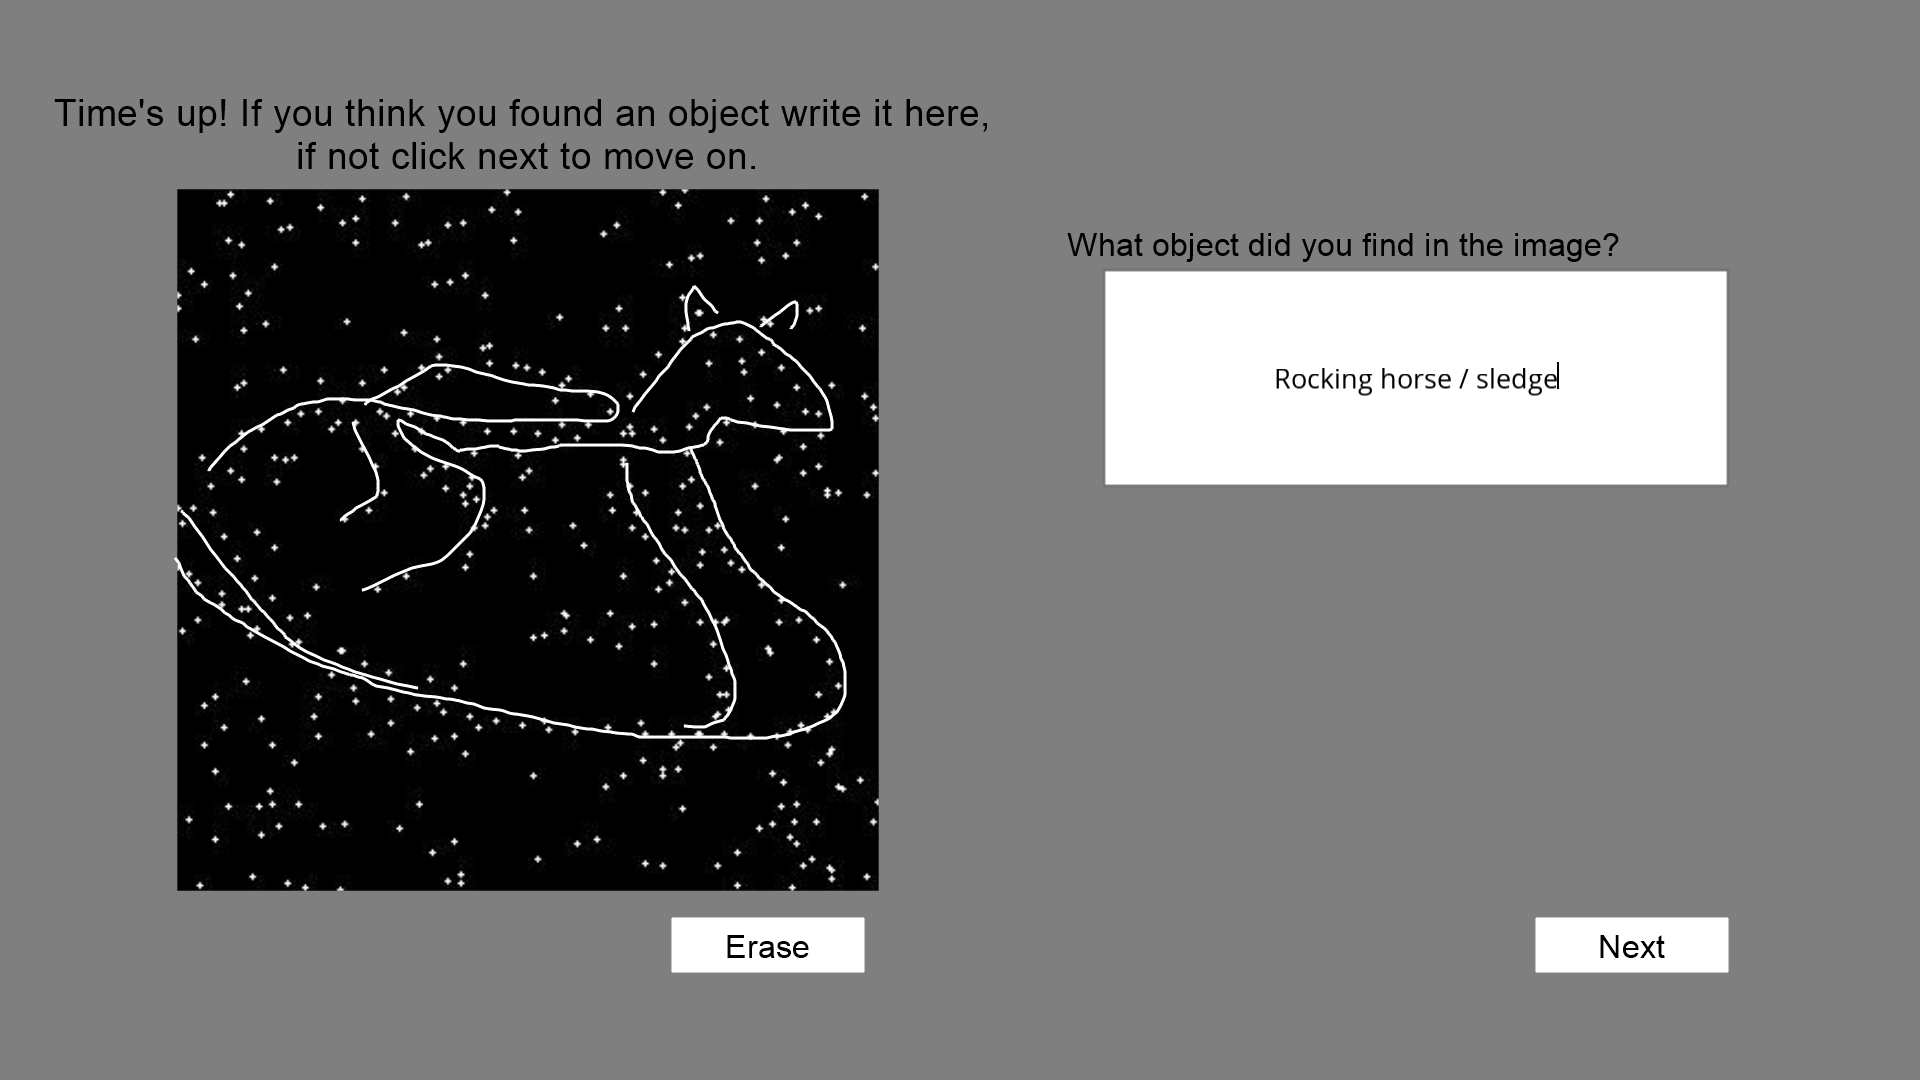 Time's up! If you think you found an object write it here,
if not click next to move on.
What object did you find in the image?
Rocking horse / sledge
Erase
Next